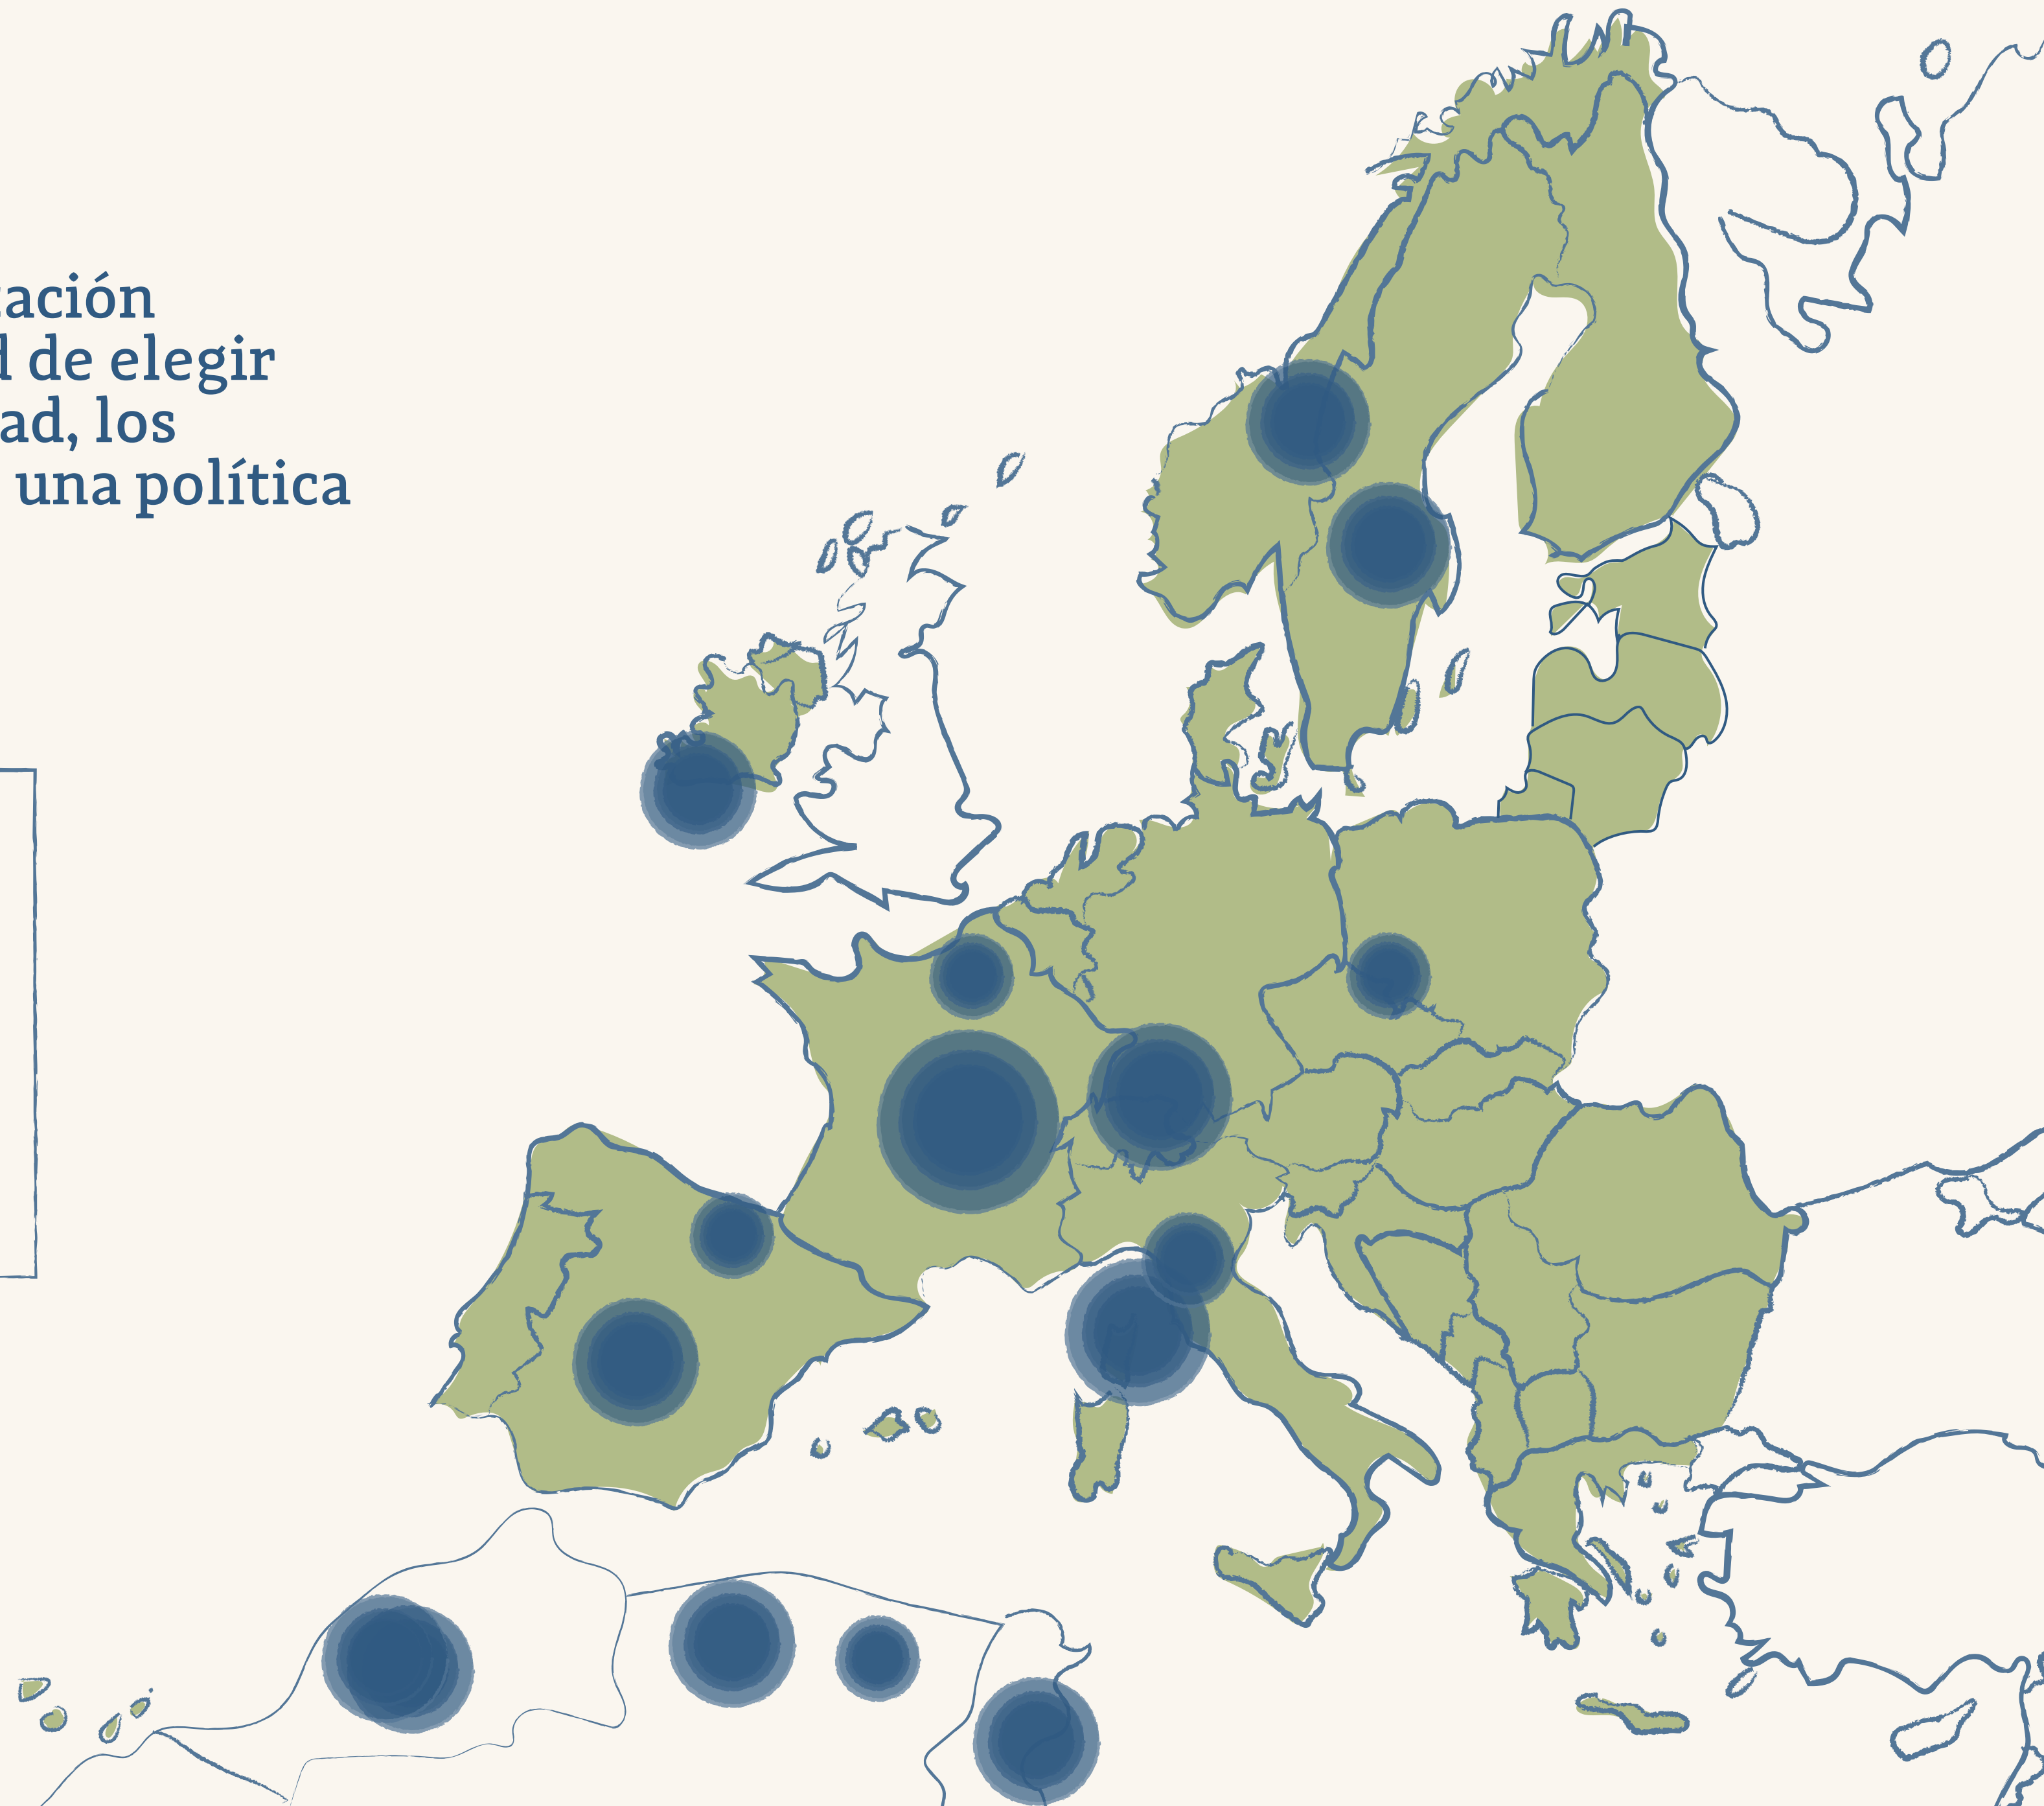 ación
de elegir
ad, los
una política